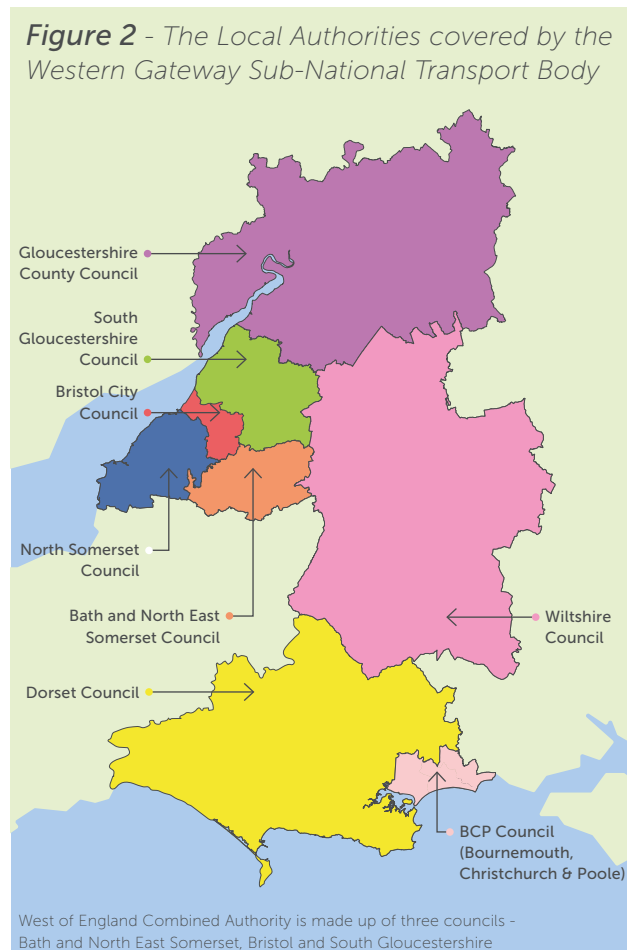 Figure 2 - The Local Authorities covered by the
Western Gateway Sub-National Transport Body
Gloucestershire
County Council
South
Gloucestershire
Council
Bristol City
Council
North Somerset
Council
Bath and North East
Somerset Council
Wiltshire
Council
Dorset Council
BCP Council
(Bournemouth,
Christchurch & Poole)
West of England Combined Authority is made up of three councils -
Bath and North East Somerset, Bristol and South Gloucestershire